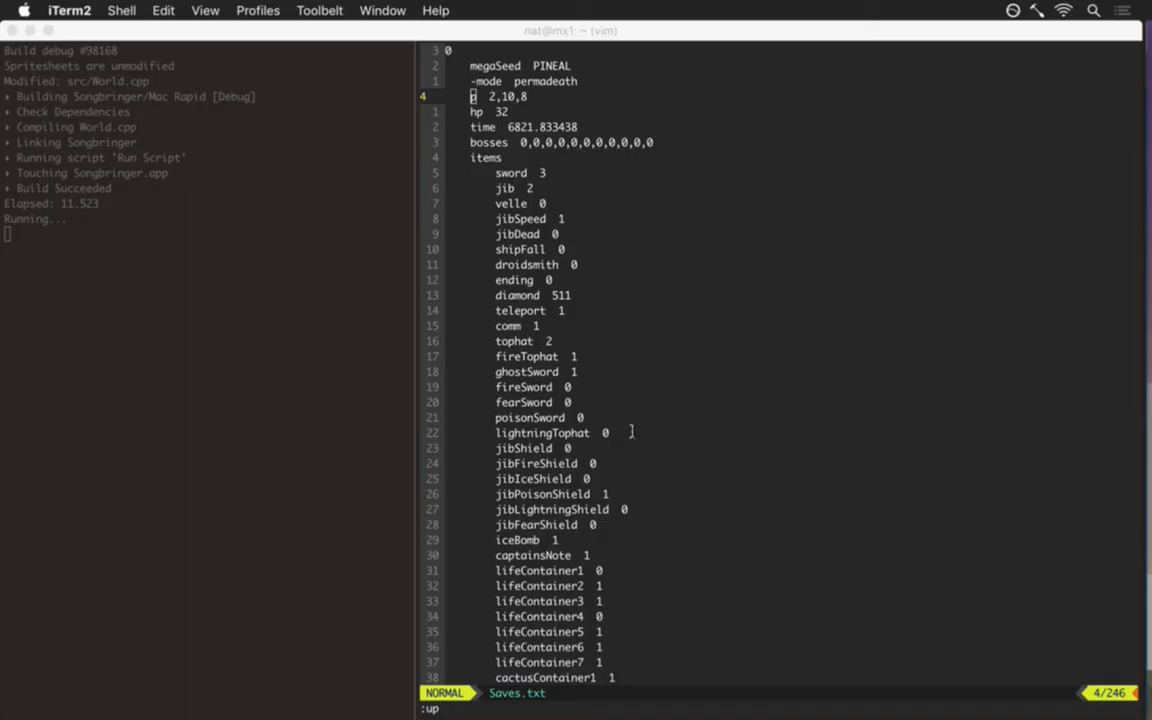 iTerm2 Shell Edit View Profiles Toolbelt Window Help
nat@mx1: ~ (vim)
Build debug #98168
Spritesheets are unmodified
Modified: src/World.cpp
▸ Building Songbringer/Mac Rapid [Debug]
▸ Check Dependencies
▸ Compiling World.cpp
▸ Linking Songbringer
▸ Running script 'Run Script'
▸ Touching Songbringer.app
▸ Build Succeeded
Elapsed: 11.523
Running...
3 0
2 megaSeed PINEAL
1 -mode permadeath
4 p 2,10,8
1 hp 32
2 time 6821.833438
3 bosses 0,0,0,0,0,0,0,0,0,0,0
4 items
5 sword 3
6 jib 2
7 velle 0
8 jibSpeed 1
9 jibDead 0
10 shipFall 0
11 droidsmith 0
12 ending 0
13 diamond 511
14 teleport 1
15 comm 1
16 tophat 2
17 fireTophat 1
18 ghostSword 1
19 fireSword 0
20 fearSword 0
21 poisonSword 0
22 lightningTophat 0
23 jibShield 0
24 jibFireShield 0
25 jibIceShield 0
26 jibPoisonShield 1
27 jibLightningShield 0
28 jibFearShield 0
29 iceBomb 1
30 captainsNote 1
31 lifeContainer1 0
32 lifeContainer2 1
33 lifeContainer3 1
34 lifeContainer4 0
35 lifeContainer5 1
36 lifeContainer6 1
37 lifeContainer7 1
38 cactusContainer1 1
NORMAL Saves.txt 4/246
:up